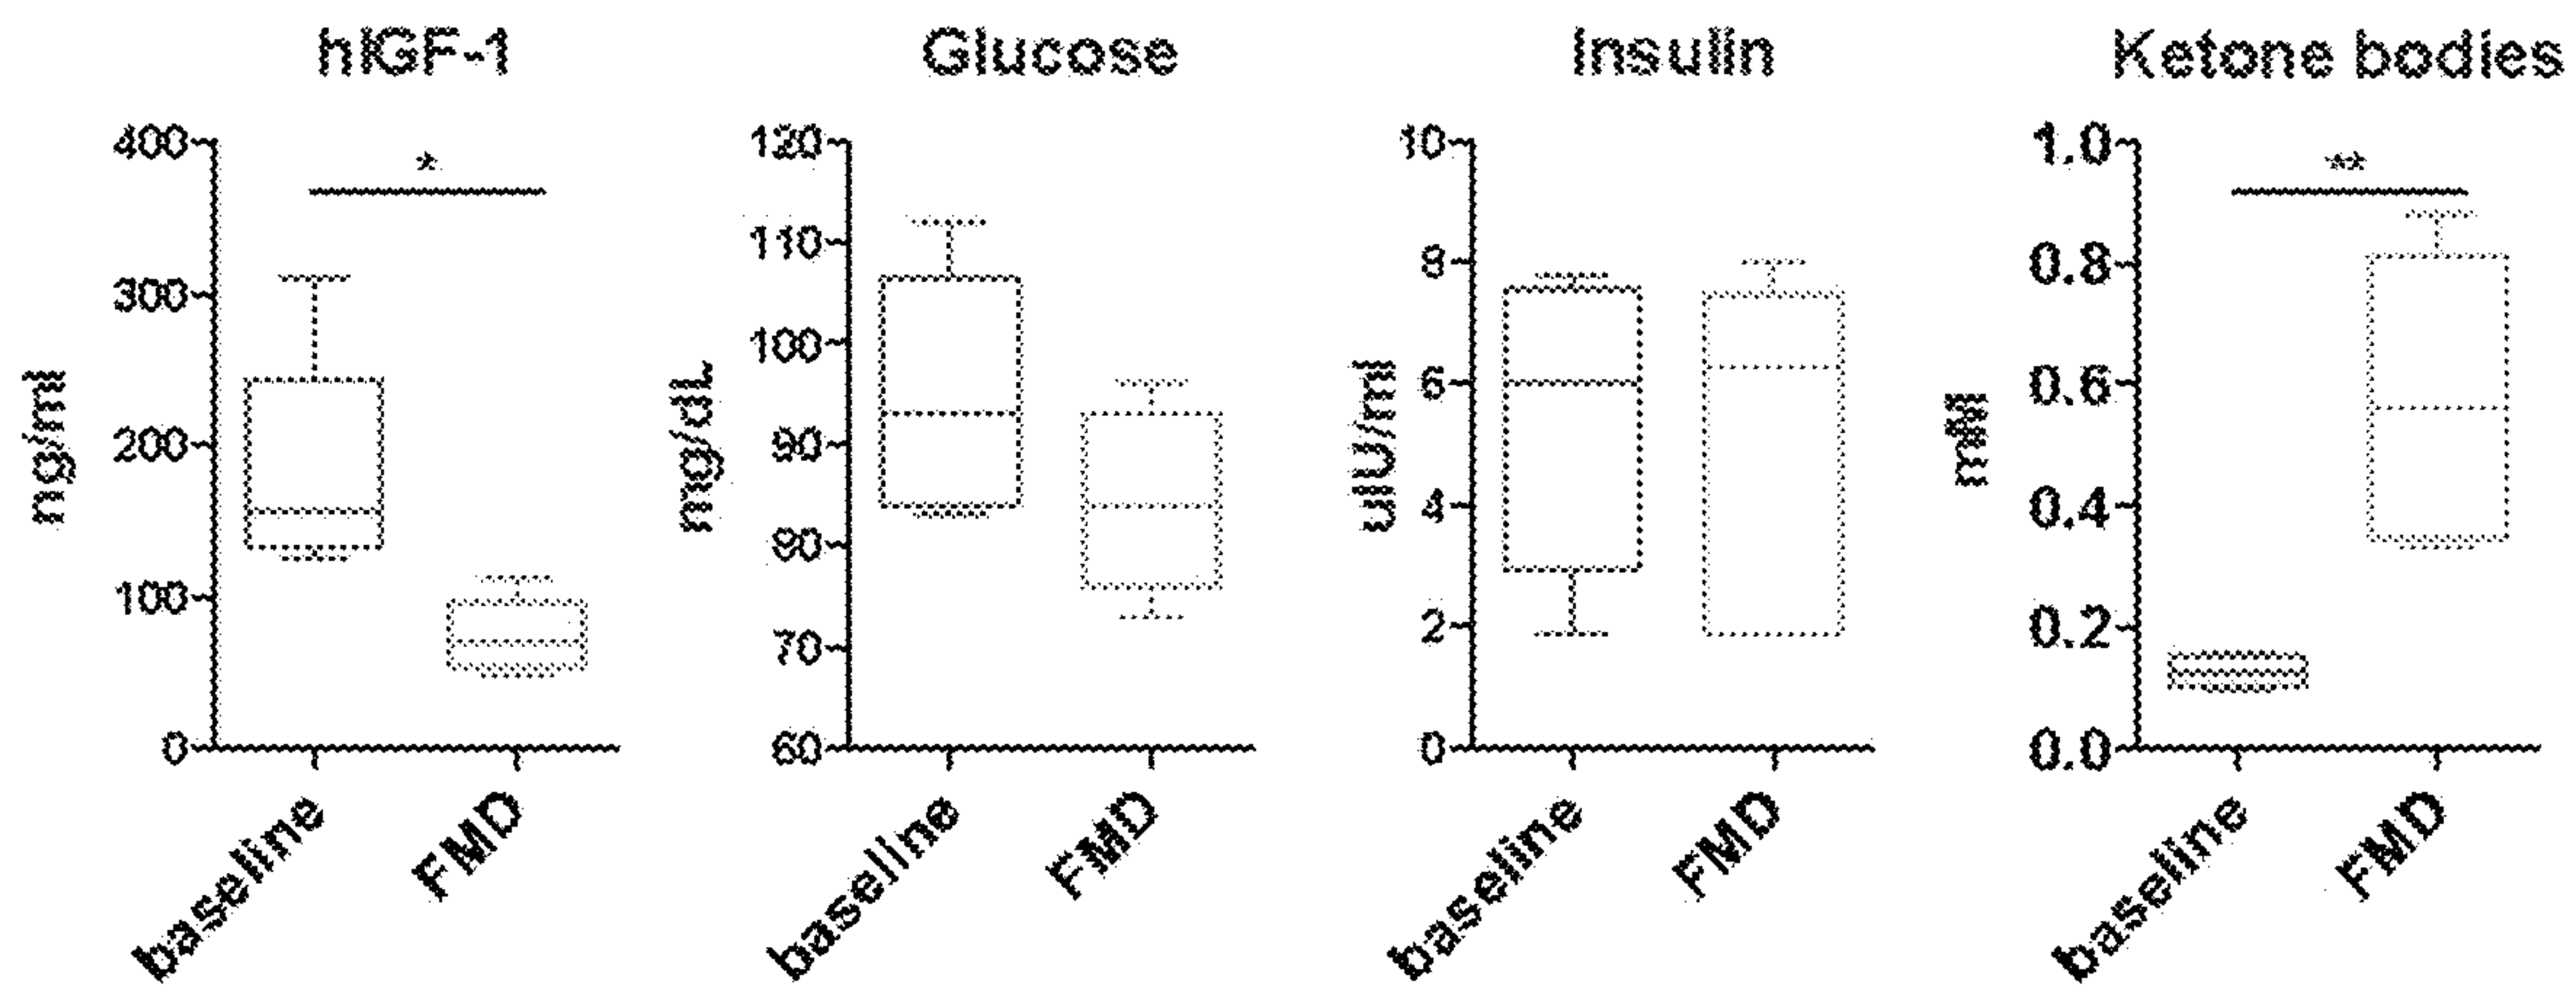 hIGF-1
400
300
200
100
0
ng/ml
*
baseline
FMD
Glucose
120
110
100
90
80
70
60
mg/dL
baseline
FMD
Insulin
10
8
6
4
2
0
uIU/ml
baseline
FMD
Ketone bodies
1.0
0.8
0.6
0.4
0.2
0.0
mM
**
baseline
FMD